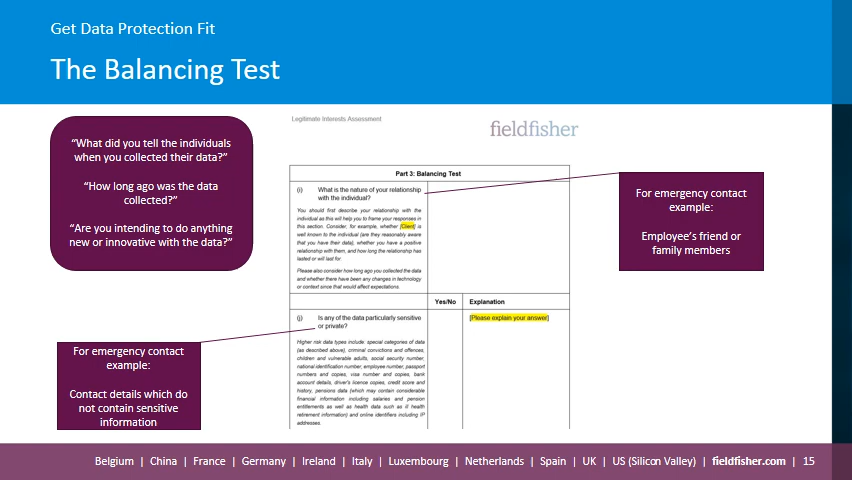 Get Data Protection Fit
The Balancing Test
“What did you tell the individuals
when you collected their data?”
“How long ago was the data
collected?”
“Are you intending to do anything
new or innovative with the data?”
Legitimate Interests Assessment
fieldfisher
Part 3: Balancing Test
(i) What is the nature of your relationship
with the individual?
You should first describe your relationship with the
individual as this will help you to frame your responses in
this section. Consider, for example, whether [Client] is
well known to the individual (are they reasonably aware
that you have their data), whether you have a positive
relationship with them, and how long the relationship has
lasted or will last for.
Please also consider how long ago you collected the data
and whether there have been any changes in technology
or context since that would affect expectations.
For emergency contact
example:
Employee’s friend or
family members
Yes/No Explanation
(j) Is any of the data particularly sensitive
or private?
[Please explain your answer]
Higher risk data types include: special categories of data
(as described above), criminal convictions and offences,
children and vulnerable adults, social security number,
national identification number, employee number, passport
numbers and copies, visa number and copies, bank
account details, driver's licence copies, credit score and
history, pensions data (which may contain considerable
financial information including salaries and pension
entitlements as well as health data such as ill health
retirement information) and online identifiers including IP
addresses.
For emergency contact
example:
Contact details which do
not contain sensitive
information
Belgium | China | France | Germany | Ireland | Italy | Luxembourg | Netherlands | Spain | UK | US (Silicon Valley) | fieldfisher.com | 15